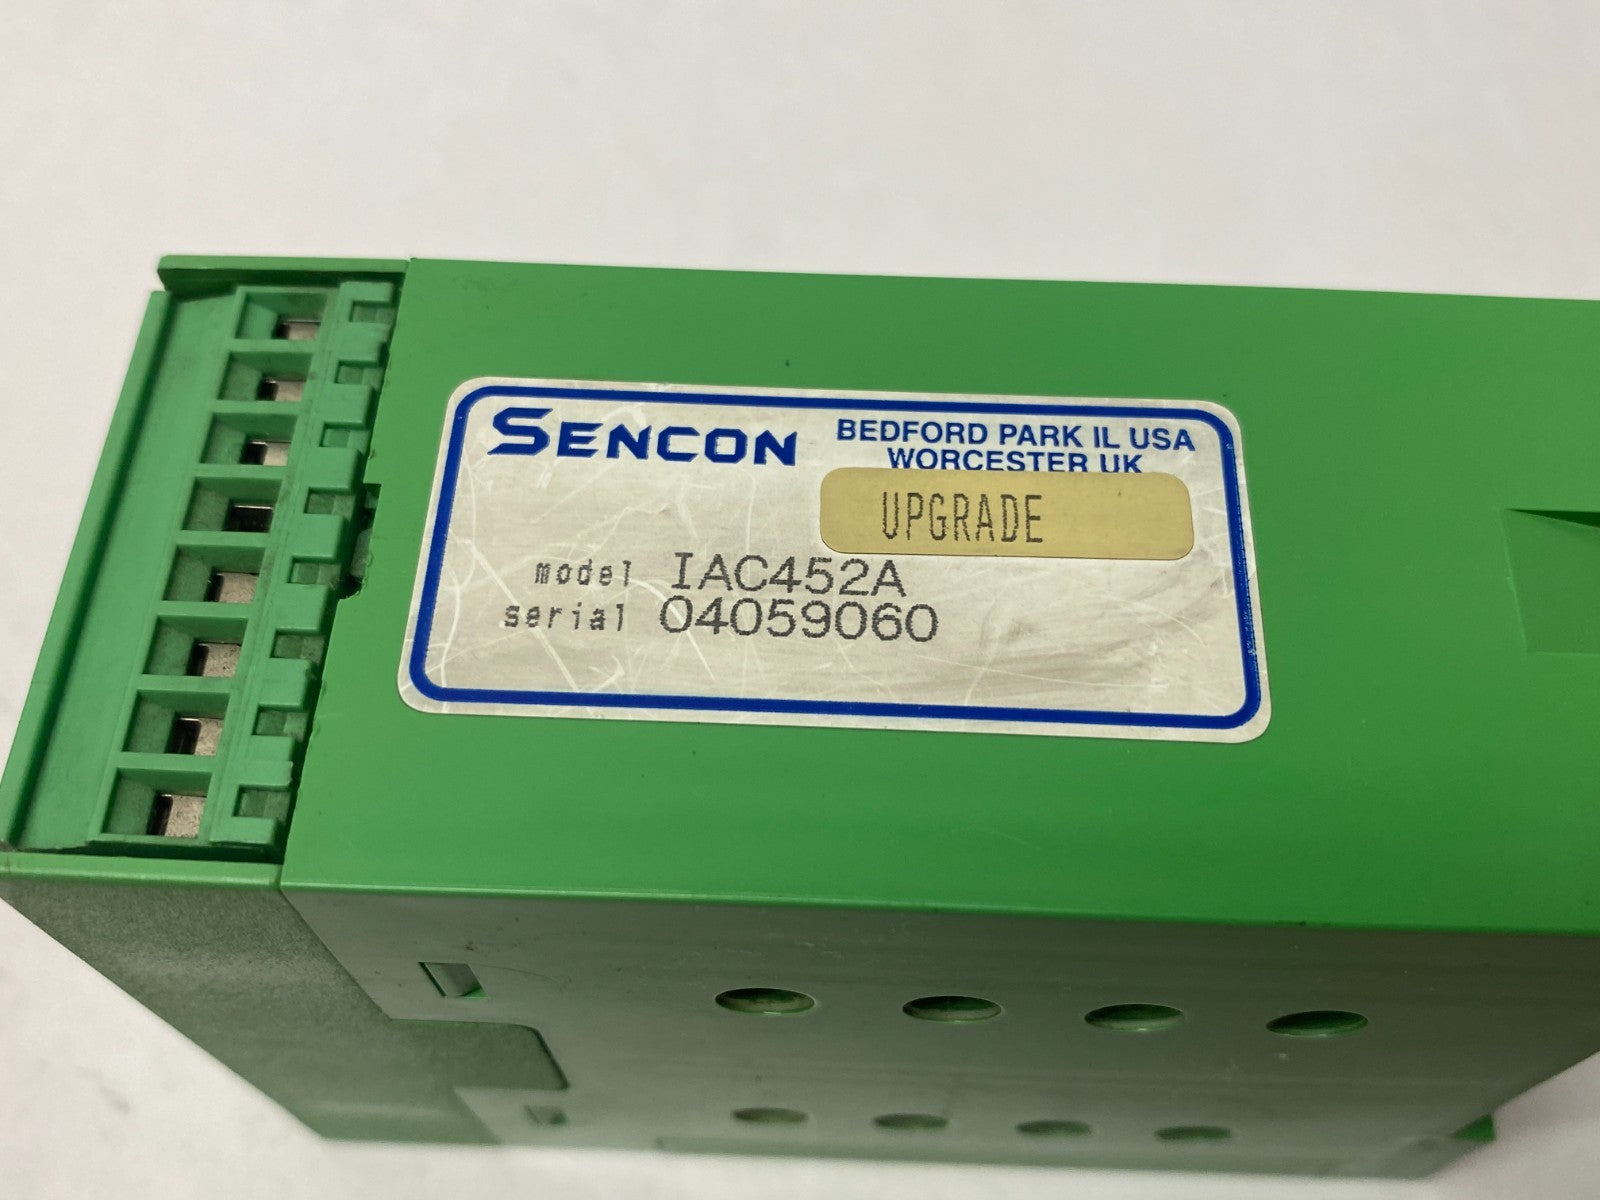 SENCON BEDFORD PARK IL USA
WORCESTER UK
UPGRADE
model IAC452A
serial 04059060